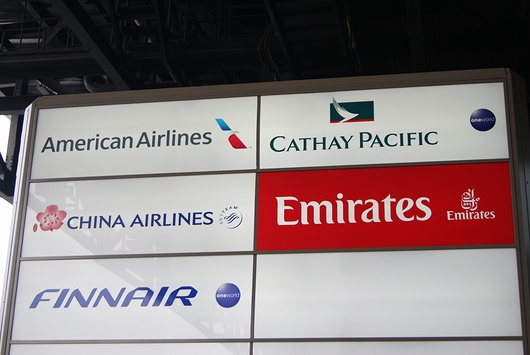 American Airlines
CATHAY PACIFIC
oneworld
CHINA AIRLINES
SKYTEAM
Emirates
Emirates
FINNAIR
oneworld